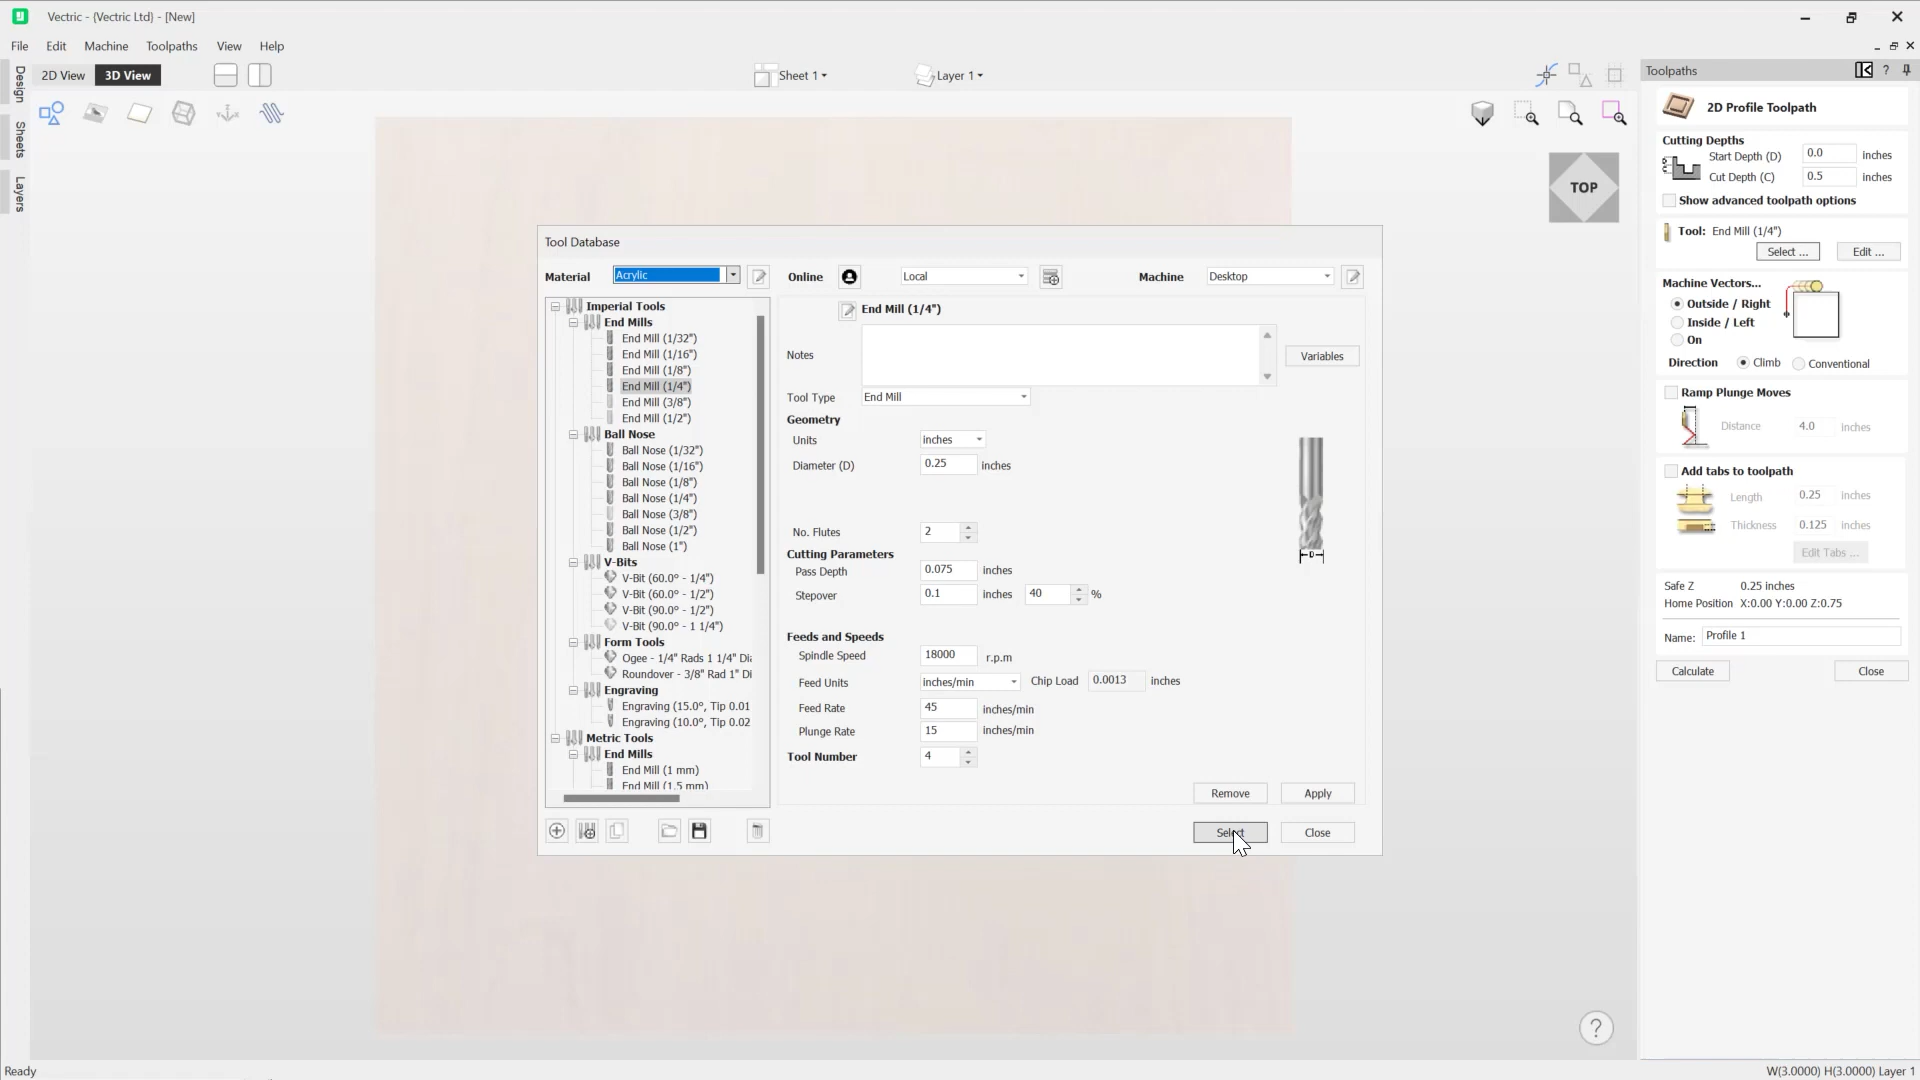 Vectric - {Vectric Ltd} - [New]
File Edit Machine Toolpaths View Help
2D View 3D View Sheet 1 Layer 1
Design
Sheets
Layers
TOP
Tool Database
Material Acrylic Online Local Machine Desktop
Imperial Tools
End Mills
End Mill (1/32")
End Mill (1/16")
End Mill (1/8")
End Mill (1/4")
End Mill (3/8")
End Mill (1/2")
Ball Nose
Ball Nose (1/32")
Ball Nose (1/16")
Ball Nose (1/8")
Ball Nose (1/4")
Ball Nose (3/8")
Ball Nose (1/2")
Ball Nose (1")
V-Bits
V-Bit (60.0° - 1/4")
V-Bit (60.0° - 1/2")
V-Bit (90.0° - 1/2")
V-Bit (90.0° - 1 1/4")
Form Tools
Ogee - 1/4" Rads 1 1/4" Dia
Roundover - 3/8" Rad 1" Di
Engraving
Engraving (15.0°, Tip 0.01
Engraving (10.0°, Tip 0.02
Metric Tools
End Mills
End Mill (1 mm)
End Mill (1.5 mm)
End Mill (1/4")
Notes Variables
Tool Type End Mill
Geometry
Units inches
Diameter (D) 0.25 inches
D
No. Flutes 2
Cutting Parameters
Pass Depth 0.075 inches
Stepover 0.1 inches 40 %
Feeds and Speeds
Spindle Speed 18000 r.p.m
Feed Units inches/min Chip Load 0.0013 inches
Feed Rate 45 inches/min
Plunge Rate 15 inches/min
Tool Number 4
Remove Apply
Select Close
Toolpaths ?
2D Profile Toolpath
Cutting Depths
Start Depth (D) 0.0 inches
Cut Depth (C) 0.5 inches
Show advanced toolpath options
Tool: End Mill (1/4")
Select ... Edit ...
Machine Vectors...
Outside / Right
Inside / Left
On
Direction Climb Conventional
Ramp Plunge Moves
Distance 4.0 inches
Add tabs to toolpath
Length 0.25 inches
Thickness 0.125 inches
Edit Tabs ...
Safe Z 0.25 inches
Home Position X:0.00 Y:0.00 Z:0.75
Name: Profile 1
Calculate Close
?
Ready W(3.0000) H(3.0000) Layer 1